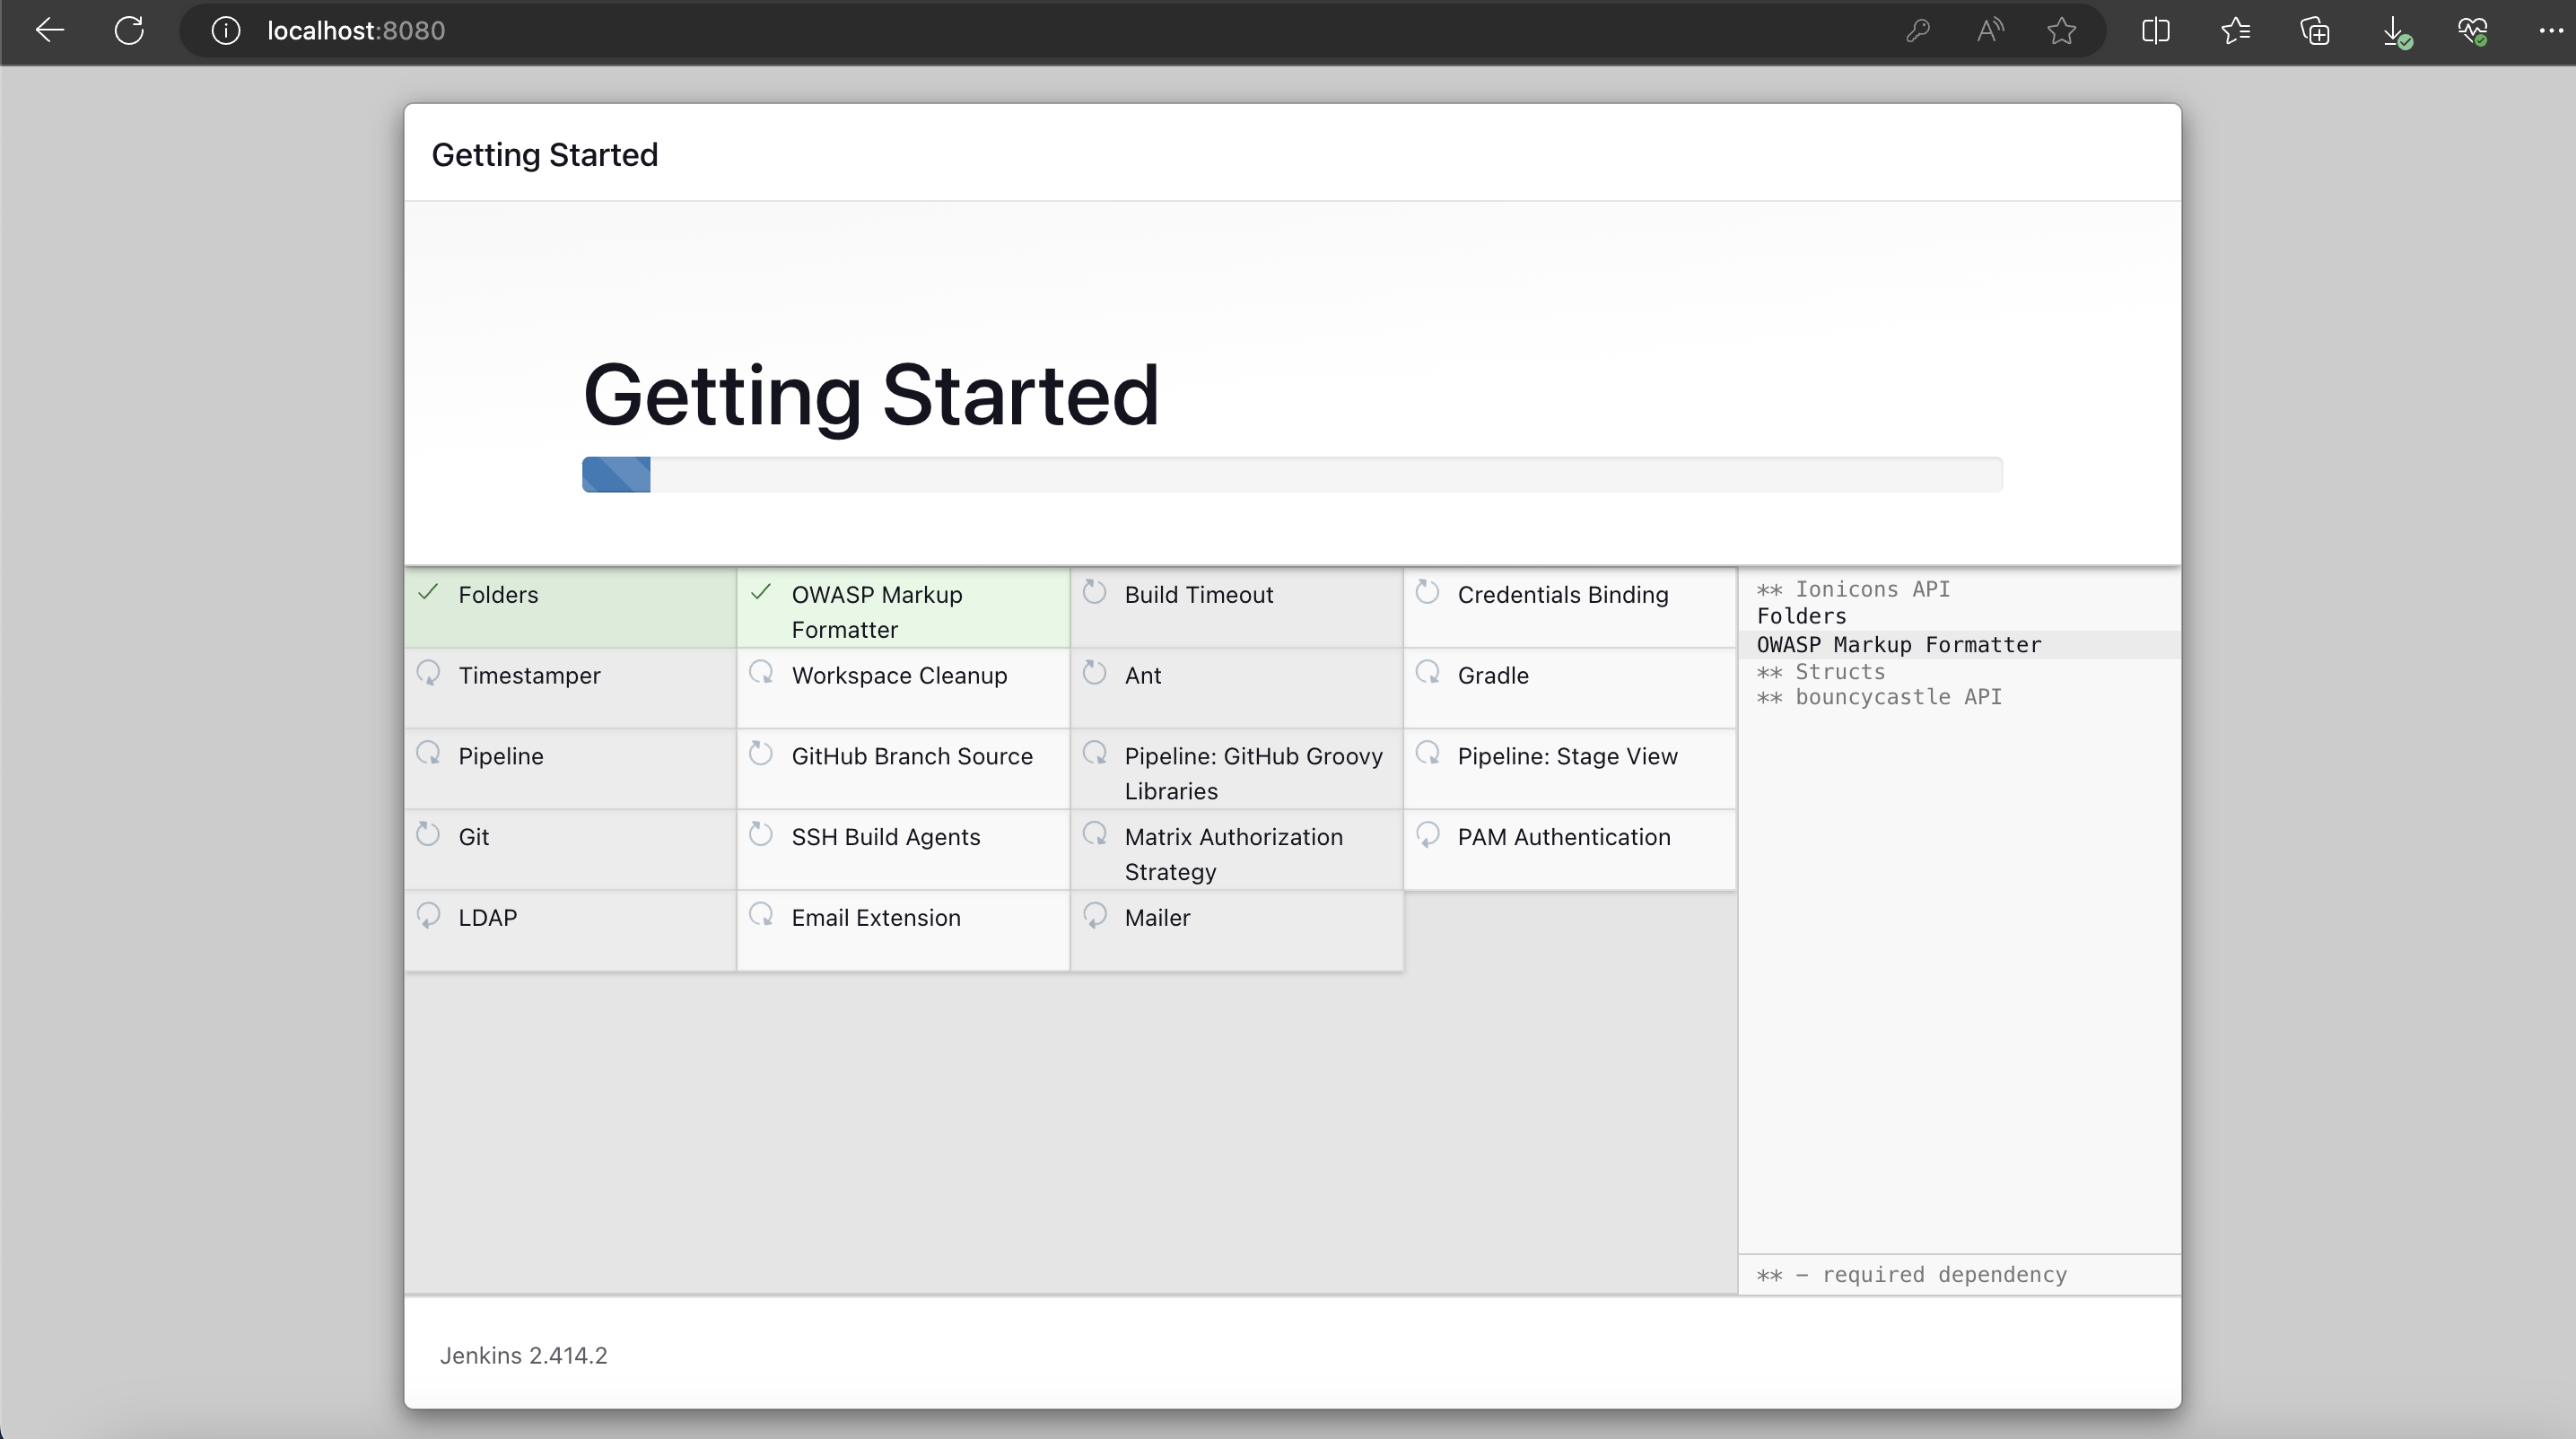 localhost:8080
Getting Started
Getting Started
Folders
OWASP Markup
Formatter
Build Timeout
Credentials Binding
Timestamper
Workspace Cleanup
Ant
Gradle
Pipeline
GitHub Branch Source
Pipeline: GitHub Groovy
Libraries
Pipeline: Stage View
Git
SSH Build Agents
Matrix Authorization
Strategy
PAM Authentication
LDAP
Email Extension
Mailer
** Ionicons API
Folders
OWASP Markup Formatter
** Structs
** bouncycastle API
** – required dependency
Jenkins 2.414.2